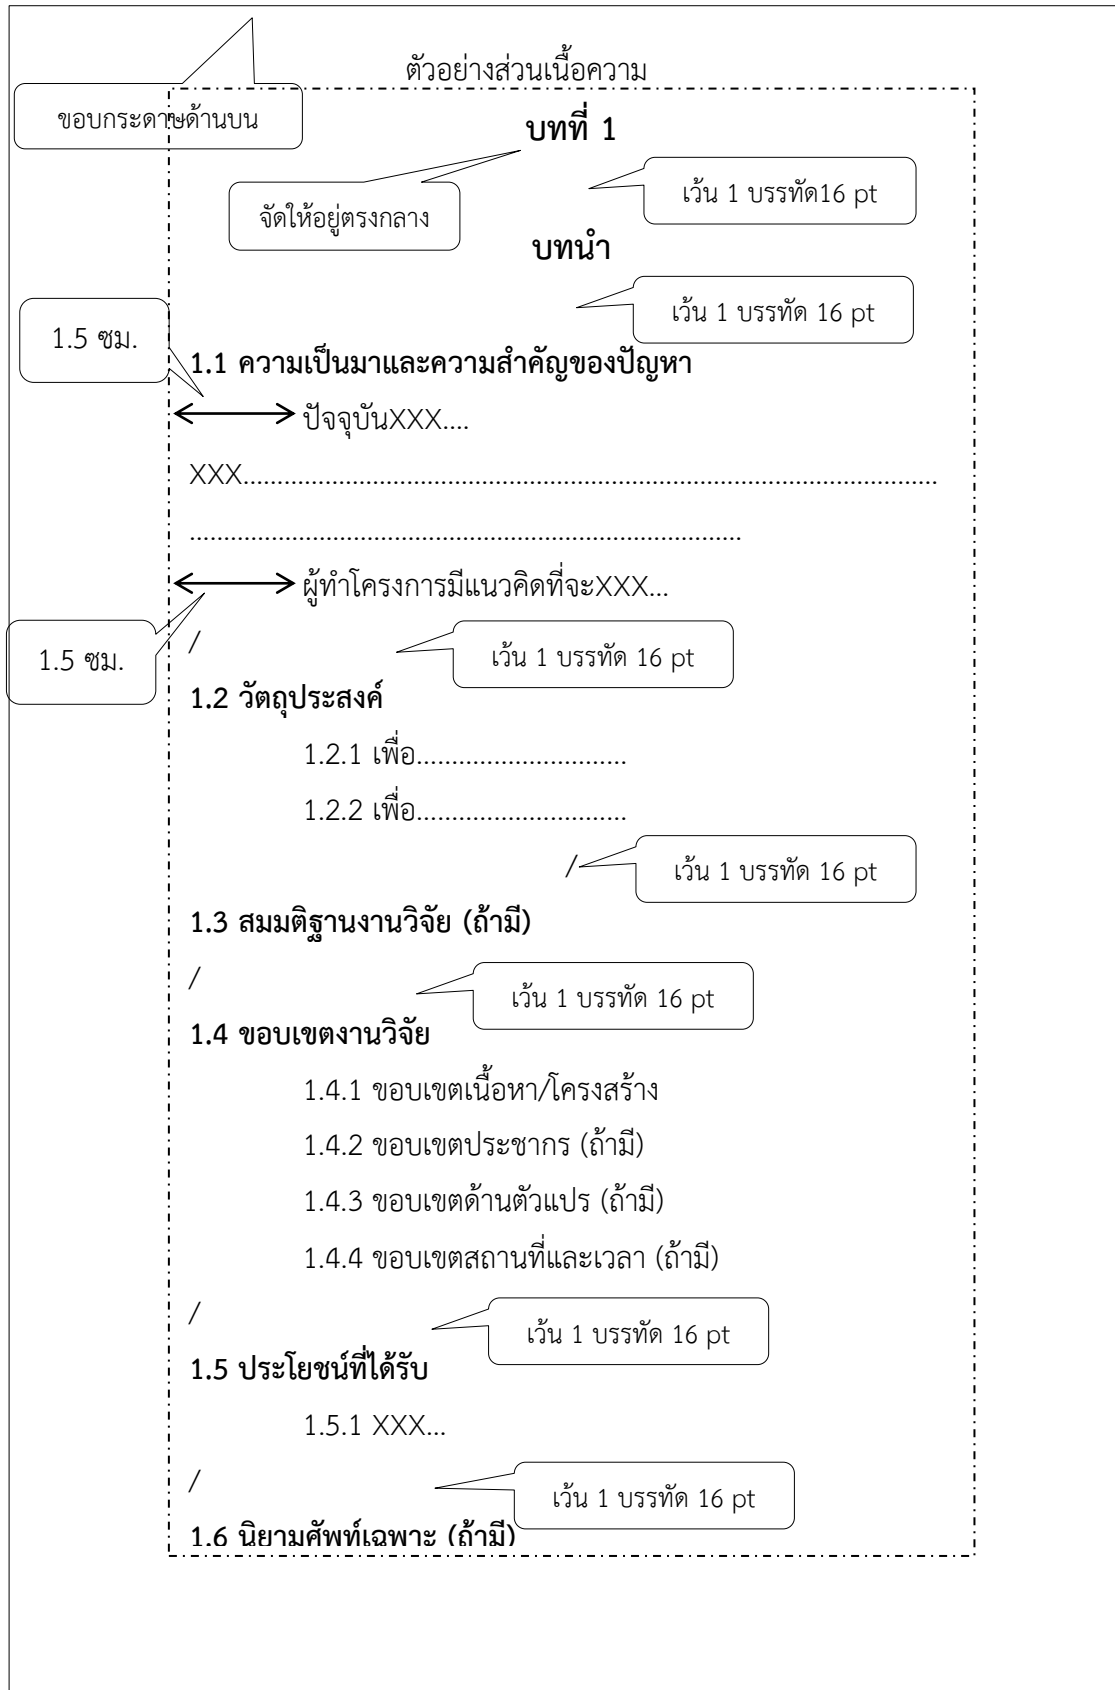 ตัวอย่างส่วนเนื้อความ
ขอบกระดาษด้านบน
บทที่ 1
เว้น 1 บรรทัด16 pt
จัดให้อยู่ตรงกลาง
บทนำ
เว้น 1 บรรทัด 16 pt
1.5 ซม.
1.1 ความเป็นมาและความสำคัญของปัญหา
ปัจจุบันXXX....
XXX.......................................................................................................
..................................................................................
ผู้ทำโครงการมีแนวคิดที่จะXXX...
1.5 ซม.
/
เว้น 1 บรรทัด 16 pt
1.2 วัตถุประสงค์
1.2.1 เพื่อ...............................
1.2.2 เพื่อ...............................
/
เว้น 1 บรรทัด 16 pt
1.3 สมมติฐานงานวิจัย (ถ้ามี)
/
เว้น 1 บรรทัด 16 pt
1.4 ขอบเขตงานวิจัย
1.4.1 ขอบเขตเนื้อหา/โครงสร้าง
1.4.2 ขอบเขตประชากร (ถ้ามี)
1.4.3 ขอบเขตด้านตัวแปร (ถ้ามี)
1.4.4 ขอบเขตสถานที่และเวลา (ถ้ามี)
/
เว้น 1 บรรทัด 16 pt
1.5 ประโยชน์ที่ได้รับ
1.5.1 XXX...
/
เว้น 1 บรรทัด 16 pt
1.6 นิยามศัพท์เฉพาะ (ถ้ามี)